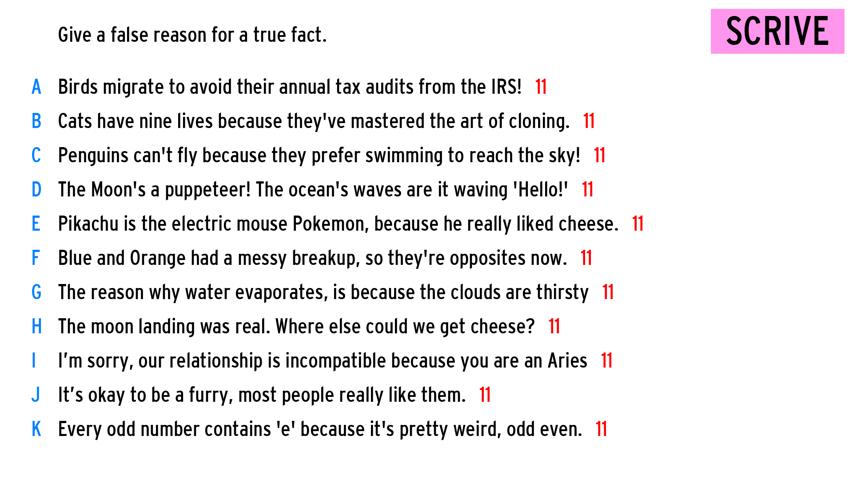 Give a false reason for a true fact.
SCRIVE
A Birds migrate to avoid their annual tax audits from the IRS! 11
B Cats have nine lives because they've mastered the art of cloning. 11
C Penguins can't fly because they prefer swimming to reach the sky! 11
D The Moon's a puppeteer! The ocean's waves are it waving 'Hello!' 11
E Pikachu is the electric mouse Pokemon, because he really liked cheese. 11
F Blue and Orange had a messy breakup, so they're opposites now. 11
G The reason why water evaporates, is because the clouds are thirsty 11
H The moon landing was real. Where else could we get cheese? 11
I I’m sorry, our relationship is incompatible because you are an Aries 11
J It’s okay to be a furry, most people really like them. 11
K Every odd number contains 'e' because it's pretty weird, odd even. 11